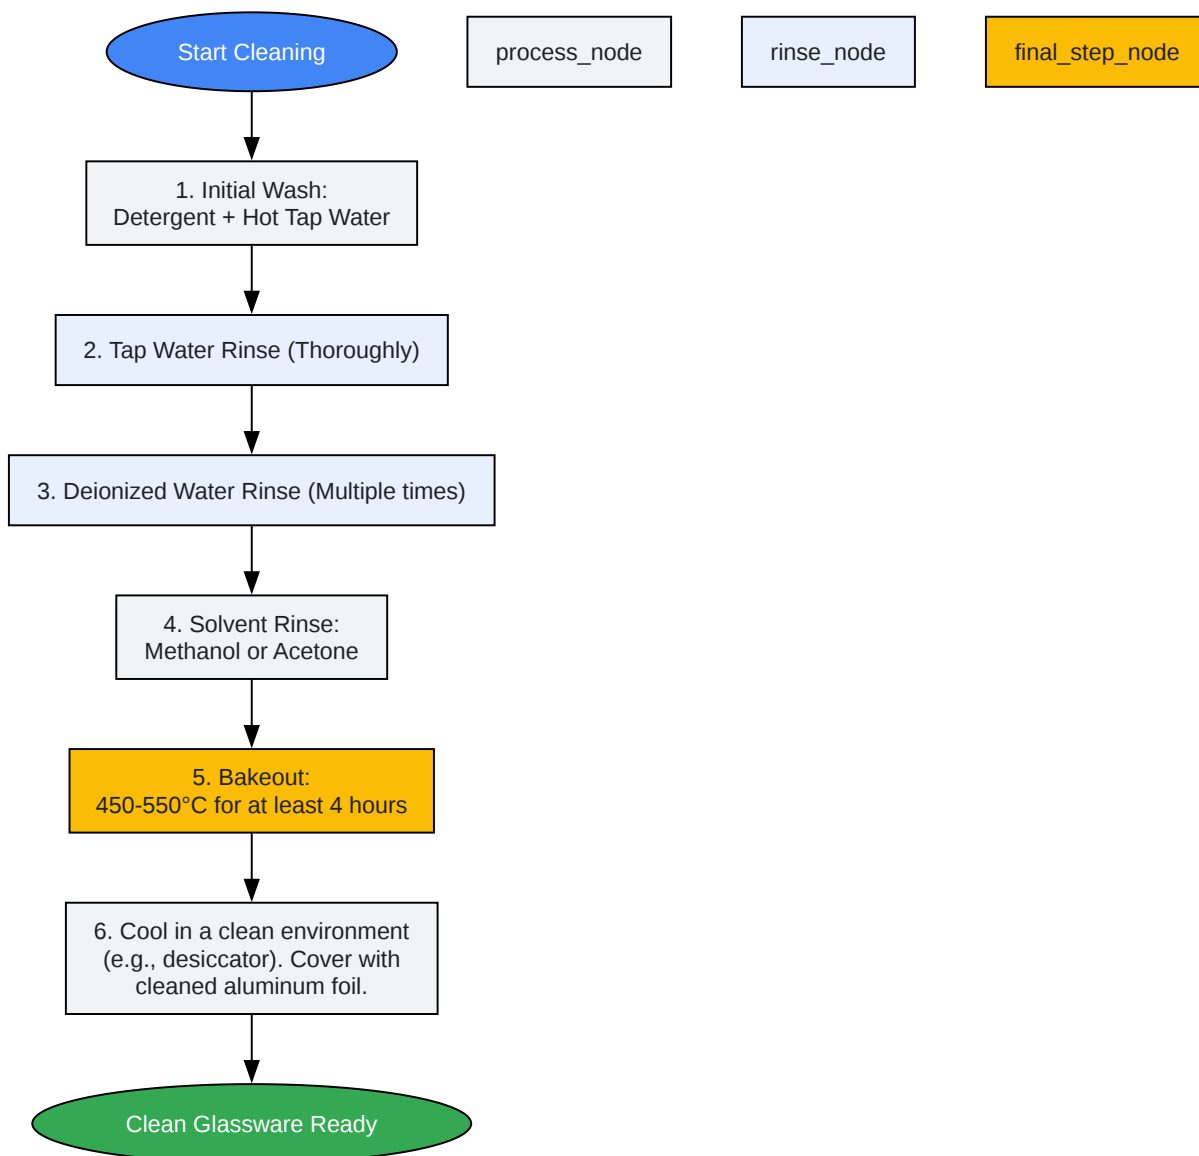 Start Cleaning
process_node
rinse_node
final_step_node
1. Initial Wash:
Detergent + Hot Tap Water
2. Tap Water Rinse (Thoroughly)
3. Deionized Water Rinse (Multiple times)
4. Solvent Rinse:
Methanol or Acetone
5. Bakeout:
450-550°C for at least 4 hours
6. Cool in a clean environment
(e.g., desiccator). Cover with
cleaned aluminum foil.
Clean Glassware Ready